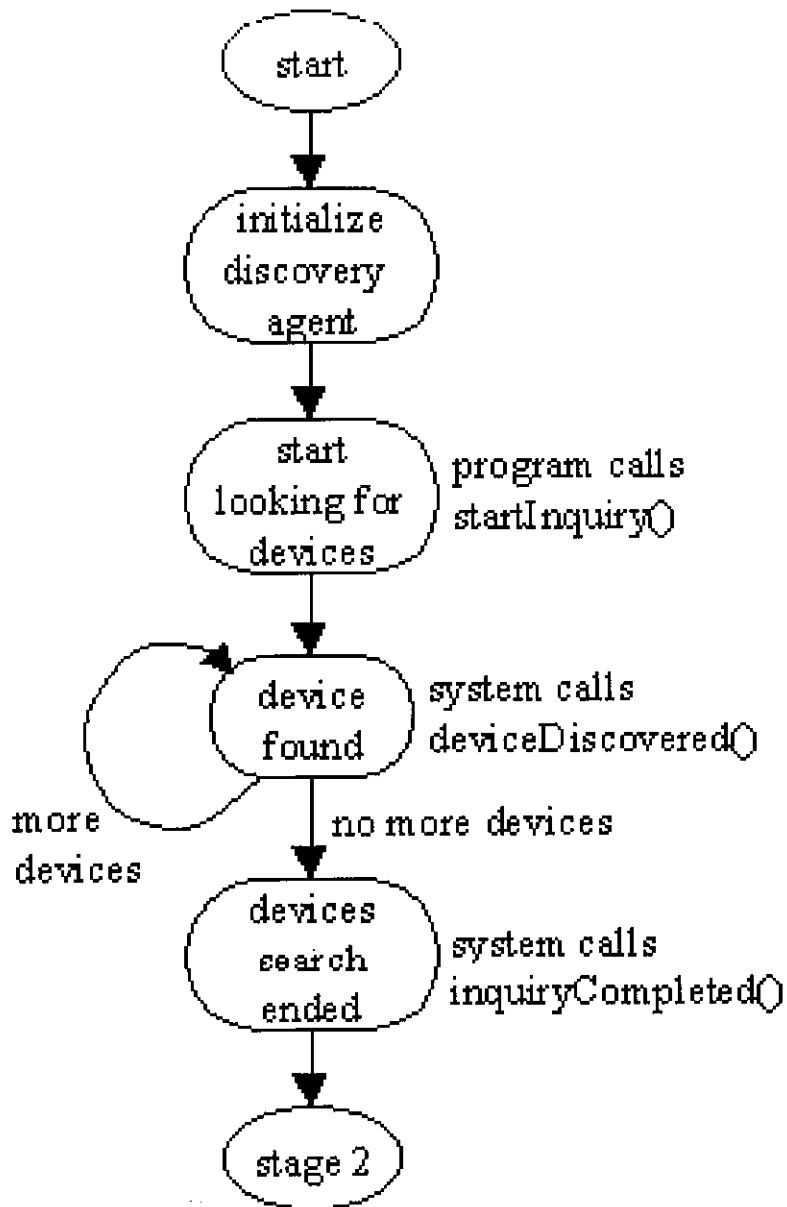 start
initialize
discovery
agent
start
looking for
devices
program calls
startInquiry()
device
found
system calls
deviceDiscovered()
more
devices
no more devices
devices
search
ended
system calls
inquiryCompleted()
stage 2